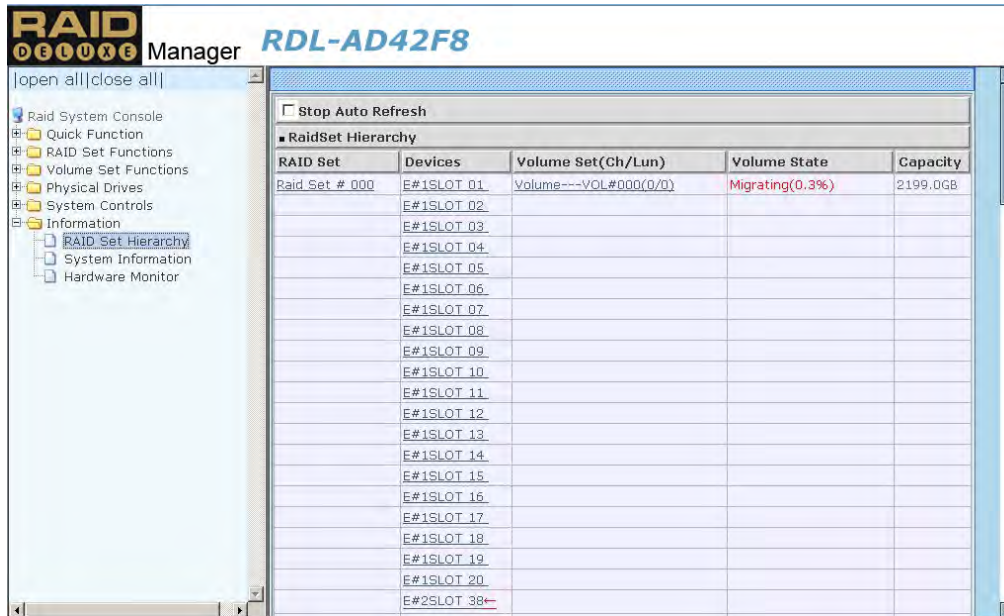 RAID
DELUXE Manager RDL-AD42F8
|open all|close all|
Raid System Console
Quick Function
RAID Set Functions
Volume Set Functions
Physical Drives
System Controls
Information
RAID Set Hierarchy
System Information
Hardware Monitor
Stop Auto Refresh
▪ RaidSet Hierarchy
RAID Set Devices Volume Set(Ch/Lun) Volume State Capacity
Raid Set # 000 E#1SLOT 01 Volume---VOL#000(0/0) Migrating(0.3%) 2199.0GB
E#1SLOT 02
E#1SLOT 03
E#1SLOT 04
E#1SLOT 05
E#1SLOT 06
E#1SLOT 07
E#1SLOT 08
E#1SLOT 09
E#1SLOT 10
E#1SLOT 11
E#1SLOT 12
E#1SLOT 13
E#1SLOT 14
E#1SLOT 15
E#1SLOT 16
E#1SLOT 17
E#1SLOT 18
E#1SLOT 19
E#1SLOT 20
E#2SLOT 38←